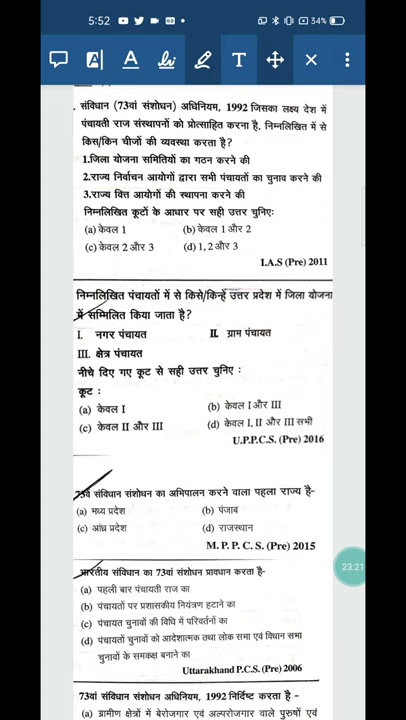 5:52
34%
A
A
T
. संविधान (73वां संशोधन) अधिनियम, 1992 जिसका लक्ष्य देश में
पंचायती राज संस्थापनों को प्रोत्साहित करना है, निम्नलिखित में से
किस/किन चीजों की व्यवस्था करता है?
1.जिला योजना समितियों का गठन करने की
2.राज्य निर्वाचन आयोगों द्वारा सभी पंचायतों का चुनाव करने की
3.राज्य वित्त आयोगों की स्थापना करने की
निम्नलिखित कूटों के आधार पर सही उत्तर चुनिए:
(a) केवल 1 (b) केवल 1 और 2
(c) केवल 2 और 3 (d) 1, 2 और 3
I.A.S (Pre) 2011
निम्नलिखित पंचायतों में से किसे/किन्हें उत्तर प्रदेश में जिला योजना
में सम्मिलित किया जाता है?
I. नगर पंचायत II. ग्राम पंचायत
III. क्षेत्र पंचायत
नीचे दिए गए कूट से सही उत्तर चुनिए :
कूट :
(a) केवल I (b) केवल I और III
(c) केवल II और III (d) केवल I, II और III सभी
U.P.P.C.S. (Pre) 2016
73वें संविधान संशोधन का अभिपालन करने वाला पहला राज्य है-
(a) मध्य प्रदेश (b) पंजाब
(c) आंध्र प्रदेश (d) राजस्थान
M. P. P. C. S. (Pre) 2015
23:21
भारतीय संविधान का 73वां संशोधन प्रावधान करता है-
(a) पहली बार पंचायती राज का
(b) पंचायतों पर प्रशासकीय नियंत्रण हटाने का
(c) पंचायत चुनावों की विधि में परिवर्तनों का
(d) पंचायतों चुनावों को आदेशात्मक तथा लोक सभा एवं विधान सभा
चुनावों के समकक्ष बनाने का
Uttarakhand P.C.S. (Pre) 2006
73वां संविधान संशोधन अधिनियम, 1992 निर्दिष्ट करता है -
(a) ग्रामीण क्षेत्रों में बेरोजगार एवं अल्परोजगार वाले पुरुषों एवं